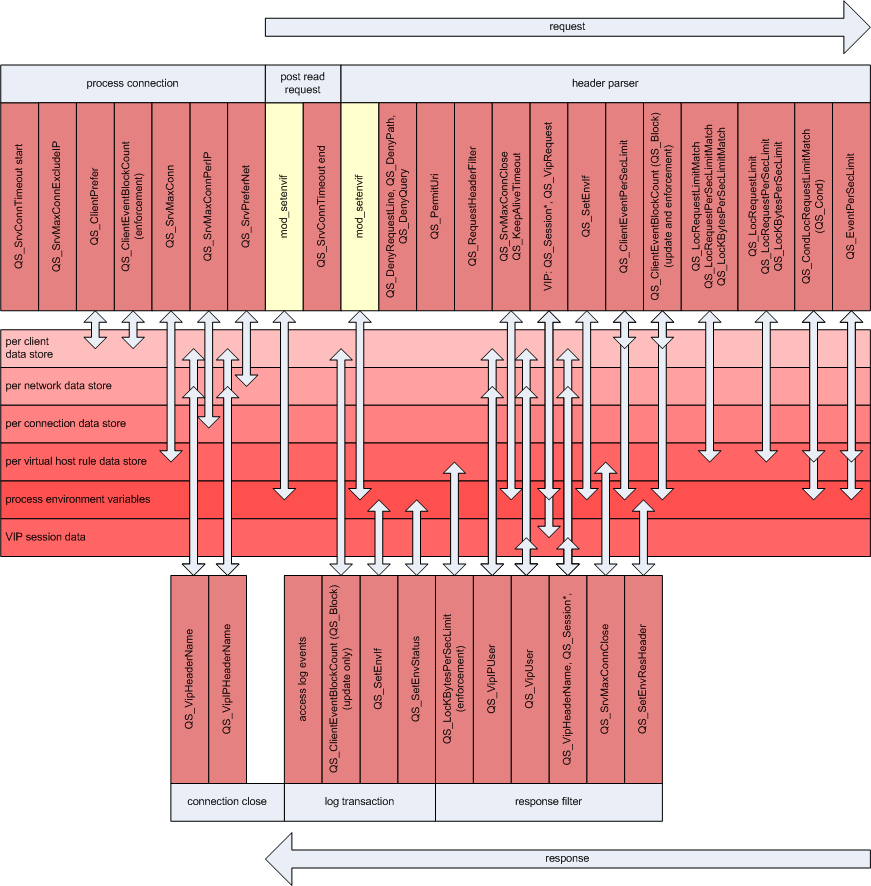 request
process connection
post read
request
header parser
QS_SrvConnTimeout start
QS_SrvMaxConnExcludeIP
QS_ClientPrefer
QS_ClientEventBlockCount
(enforcement)
QS_SrvMaxConn
QS_SrvMaxConnPerIP
QS_SrvPreferNet
mod_setenvif
QS_SrvConnTimeout end
mod_setenvif
QS_DenyRequestLine, QS_DenyPath,
QS_DenyQuery
QS_PermitUri
QS_RequestHeaderFilter
QS_SrvMaxConnClose
QS_KeepAliveTimeout
VIP: QS_Session*, QS_VipRequest
QS_SetEnvIf
QS_ClientEventPerSecLimit
QS_ClientEventBlockCount (QS_Block)
(update and enforcement)
QS_LocRequestLimitMatch
QS_LocRequestPerSecLimitMatch
QS_LocKBytesPerSecLimitMatch
QS_LocRequestLimit
QS_LocRequestPerSecLimit
QS_LocKBytesPerSecLimit
QS_CondLocRequestLimitMatch
(QS_Cond)
QS_EventPerSecLimit
per client
data store
per network data store
per connection data store
per virtual host rule data store
process environment variables
VIP session data
QS_VipHeaderName
QS_VipIPHeaderName
access log events
QS_ClientEventBlockCount (QS_Block)
(update only)
QS_SetEnvIf
QS_SetEnvStatus
QS_LocKBytesPerSecLimit
(enforcement)
QS_VipIPUser
QS_VipUser
QS_VipHeaderName, QS_Session*,
QS_SrvMaxConnClose
QS_SetEnvResHeader
connection close
log transaction
response filter
response